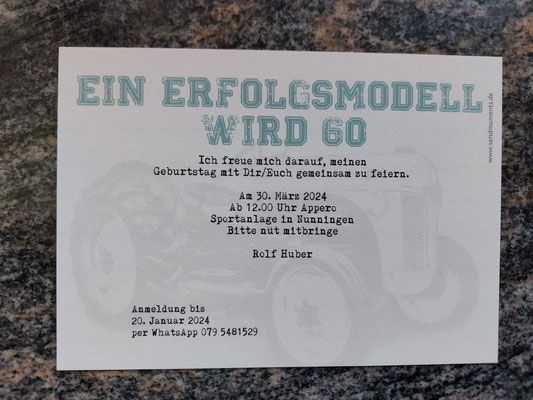 EIN ERFOLGSMODELL
WIRD 60
www.sendmoments.de
Ich freue mich darauf, meinen
Geburtstag mit Dir/Euch gemeinsam zu feiern.
Am 30. März 2024
Ab 12.00 Uhr Appero
Sportanlage in Nunningen
Bitte nüt mitbringe
Rolf Huber
Anmeldung bis
20. Januar 2024
per WhatsApp 079 5481529